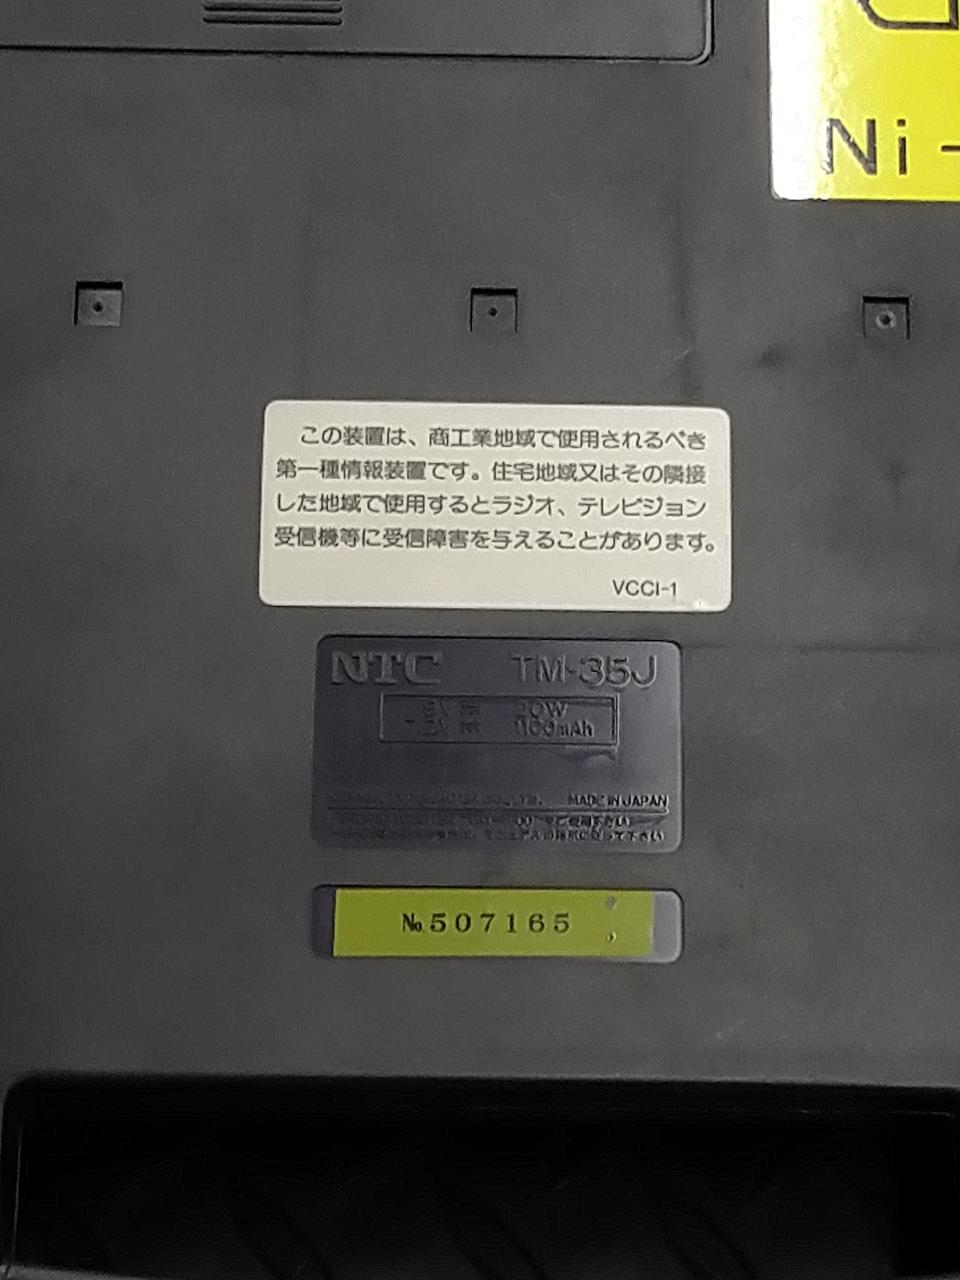 Ni-
この装置は、商工業地域で使用されるべき
第一種情報装置です。住宅地域又はその隣接
した地域で使用するとラジオ、テレビジョン
受信機等に受信障害を与えることがあります。
VCCI-1
NTC TM-35J
MADE IN JAPAN
№507165